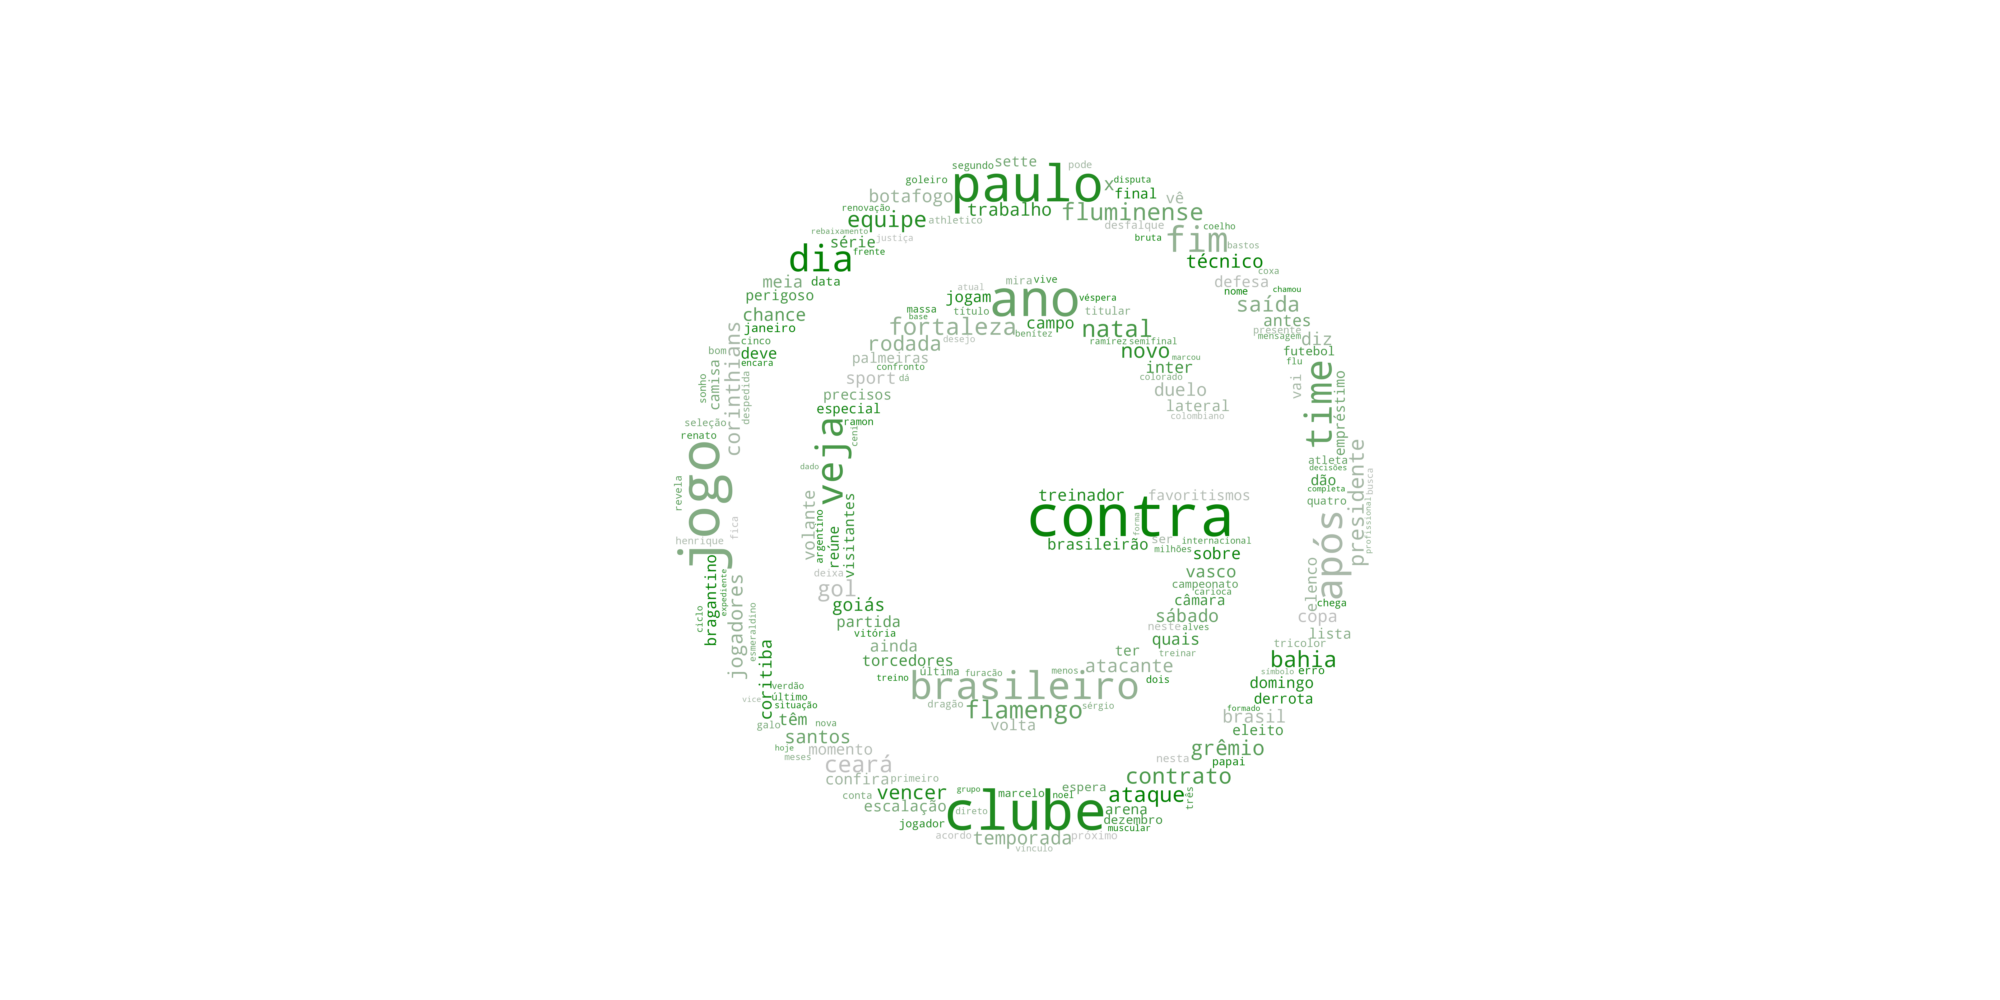 segundo
sette
pode
goleiro
paulo
x
disputa
final
botafogo
vê
renovação
trabalho
fluminense
equipe
athletico
desfalque
coelho
rebaixamento
série
justiça
bruta
fim
bastos
frente
dia
técnico
meia
data
coxa
defesa
perigoso
nome
chamou
chance
saída
janeiro
antes
presente
mensagem
diz
cinco
deve
bom
encara
futebol
flu
corinthians
camisa
sonho
despedida
vai
time
empréstimo
seleção
renato
jogo
revela
fica
henrique
atual
mira
vive
jogam
ano
véspera
massa
base
título
titular
fortaleza
campo
natal
benítez
rodada
desejo
ramírez
semifinal
palmeiras
novo
marcou
confronto
inter
sport
dá
colorado
precisos
duelo
especial
lateral
ramon
colombiano
veja
ceni
dado
volante
argentino
reúne
visitantes
treinador
favoritismos
contra
forma
brasileirão
ser
internacional
milhões
sobre
presidente
atleta
decisões
dão
completa
quatro
busca
profissional
após
elenco
chega
copa
lista
tricolor
bahia
símbolo
erro
domingo
derrota
formado
brasil
eleito
deixa
gol
vasco
campeonato
carioca
goiás
câmara
partida
sábado
vitória
neste
alves
ainda
quais
torcedores
ter
treinar
última
furacão
menos
atacante
treino
brasileiro
dois
dragão
flamengo
sérgio
volta
bragantino
expediente
ciclo
jogadores
esmeraldino
coritiba
verdão
vice
último
situação
galo
têm
nova
santos
hoje
momento
meses
ceará
confira
primeiro
grêmio
nesta
papai
contrato
conta
vencer
grupo
marcelo
noel
espera
ataque
três
escalação
direto
clube
arena
jogador
dezembro
muscular
acordo
temporada
próximo
vínculo